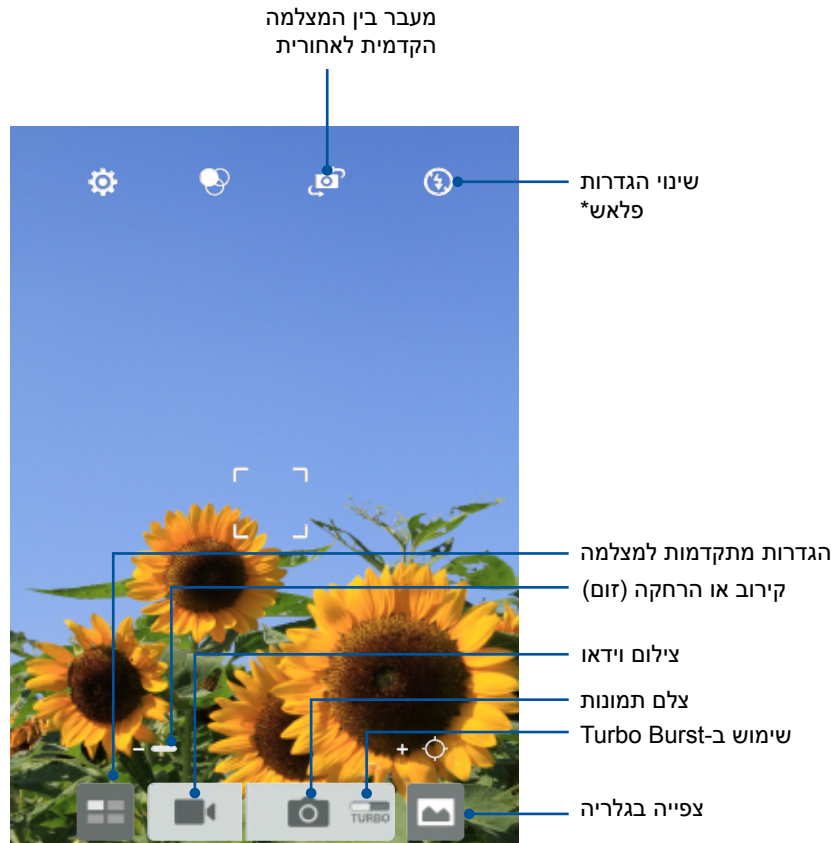 מעבר בין המצלמה
הקדמית לאחורית
שינוי הגדרות
פלאש*
הגדרות מתקדמות למצלמה
קירוב או הרחקה (זום)
צילום וידאו
צלם תמונות
שימוש ב-Turbo Burst
TURBO
צפייה בגלריה